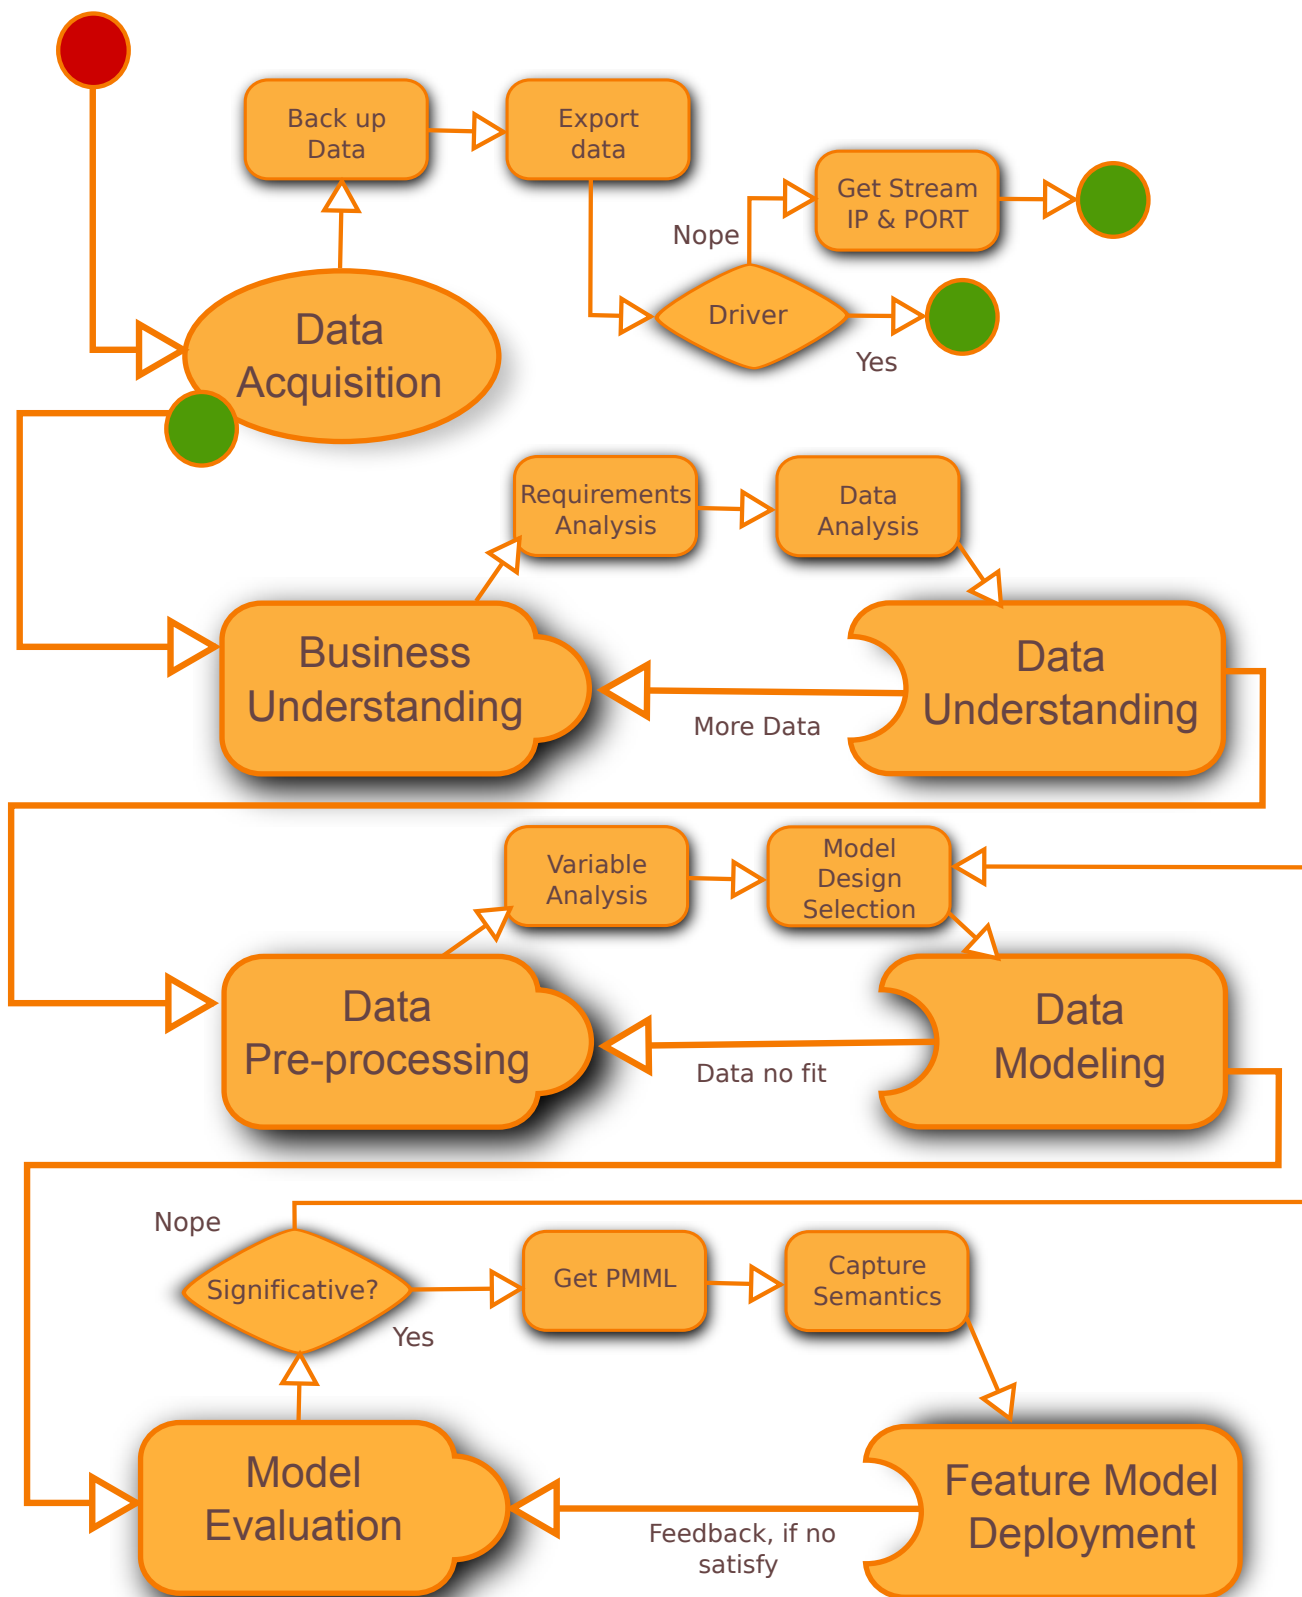 Back up
Data
Export
data
Get Stream
IP & PORT
Nope
Driver
Yes
Data
Acquisition
Requirements
Analysis
Data
Analysis
Business
Understanding
Data
Understanding
More Data
Variable
Analysis
Model
Design
Selection
Data
Pre-processing
Data
Modeling
Data no fit
Nope
Significative?
Yes
Get PMML
Capture
Semantics
Model
Evaluation
Feature Model
Deployment
Feedback, if no
satisfy